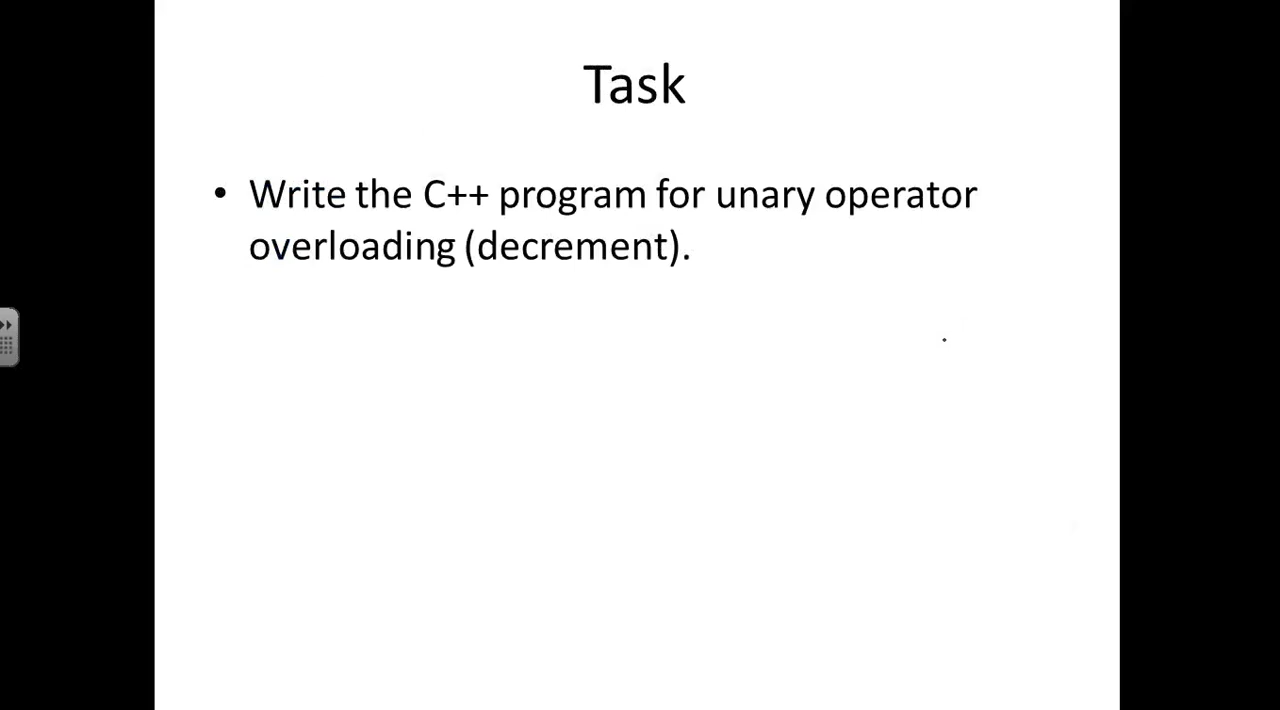 Task
• Write the C++ program for unary operator
overloading (decrement).